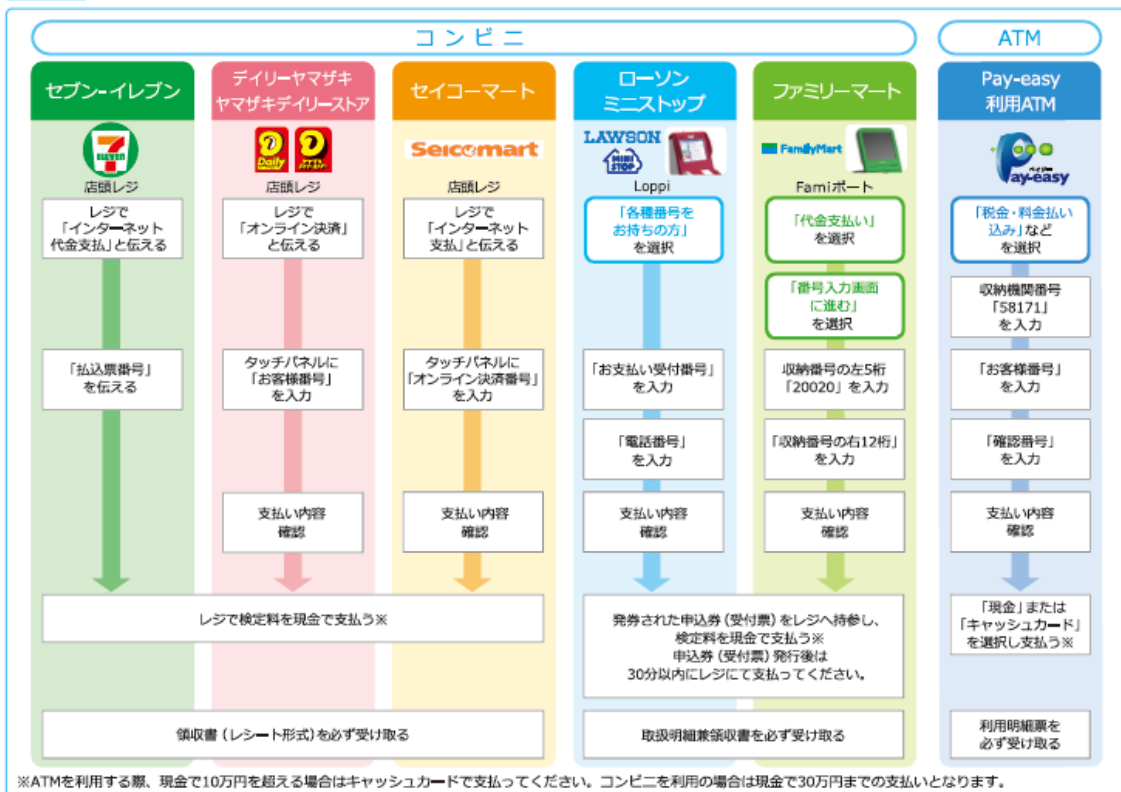 コンビニ
ATM
セブン-イレブン
デイリーヤマザキ
ヤマザキデイリーストア
セイコーマート
ローソン
ミニストップ
ファミリーマート
Pay-easy
利用ATM
7
ELEVEN
店頭レジ
レジで
「インターネット
代金支払」と伝える
「払込票番号」
を伝える
Daily
店頭レジ
レジで
「オンライン決済」
と伝える
タッチパネルに
「お客様番号」
を入力
支払い内容
確認
Seicomart
店頭レジ
レジで
「インターネット
支払」と伝える
タッチパネルに
「オンライン決済番号」
を入力
支払い内容
確認
レジで検定料を現金で支払う※
領収書（レシート形式）を必ず受け取る
LAWSON
MINI
STOP
Loppi
「各種番号を
お持ちの方」
を選択
「お支払い受付番号」
を入力
「電話番号」
を入力
支払い内容
確認
FamilyMart
Famiポート
「代金支払い」
を選択
「番号入力画面
に進む」
を選択
収納番号の左5桁
「20020」を入力
「収納番号の右12桁」
を入力
支払い内容
確認
発券された申込券（受付票）をレジへ持参し、
検定料を現金で支払う※
申込券（受付票）発行後は
30分以内にレジにて支払ってください。
取扱明細兼領収書を必ず受け取る
ペイジー
Pay-easy
「税金・料金払い
込み」など
を選択
収納機関番号
「58171」
を入力
「お客様番号」
を入力
「確認番号」
を入力
支払い内容
確認
「現金」または
「キャッシュカード」
を選択し支払う※
利用明細票を
必ず受け取る
※ATMを利用する際、現金で10万円を超える場合はキャッシュカードで支払ってください。コンビニを利用の場合は現金で30万円までの支払いとなります。